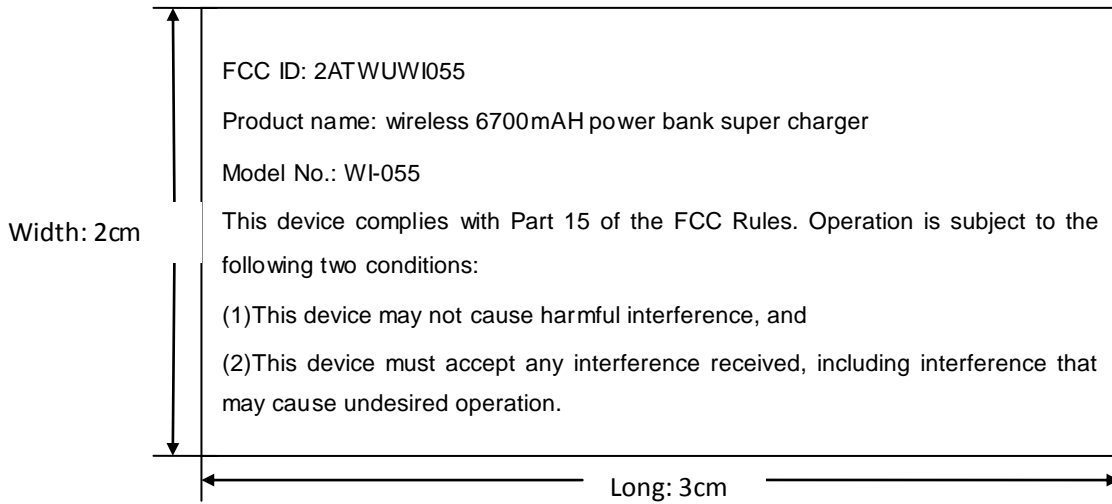 FCC ID: 2ATWUWI055
Product name: wireless 6700mAH power bank super charger
Model No.: WI-055
Width: 2cm
This device complies with Part 15 of the FCC Rules. Operation is subject to the
following two conditions:
(1)This device may not cause harmful interference, and
(2)This device must accept any interference received, including interference that
may cause undesired operation.
Long: 3cm